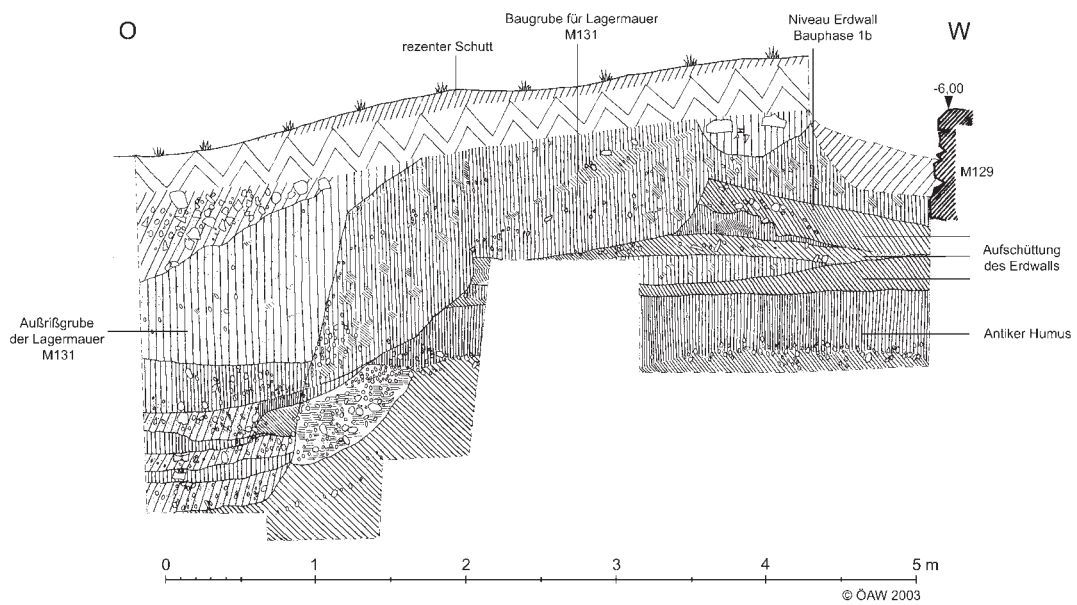 O
rezenter Schutt
Baugrube für Lagermauer
M131
Niveau Erdwall
Bauphase 1b
W
-6,00
M129
Aufschüttung
des Erdwalls
Außrißgrube
der Lagermauer
M131
Antiker Humus
0 1 2 3 4 5 m
© ÖAW 2003